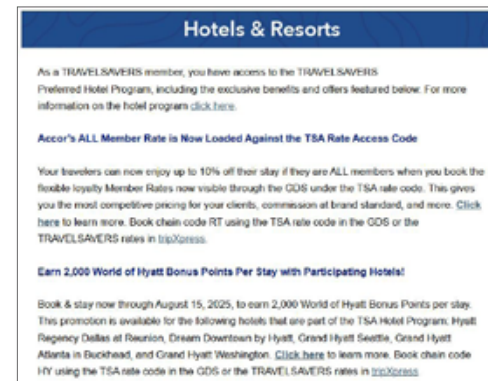 Hotels & Resorts
As a TRAVELSAVERS member, you have access to the TRAVELSAVERS
Preferred Hotel Program, including the exclusive benefits and offers featured below. For more
information on the hotel program click here.
Accor's ALL Member Rate is Now Loaded Against the TSA Rate Access Code
Your travelers can now enjoy up to 10% off their stay if they are ALL members when you book the
flexible loyalty Member Rates now visible through the GDS under the TSA rate code. This gives
you the most competitive pricing for your clients, commission at brand standard, and more. Click
here to learn more. Book chain code RT using the TSA rate code in the GDS or the
TRAVELSAVERS rates in tripXpress.
Earn 2,000 World of Hyatt Bonus Points Per Stay with Participating Hotels!
Book & stay now through August 15, 2025, to earn 2,000 World of Hyatt Bonus Points per stay.
This promotion is available for the following hotels that are part of the TSA Hotel Program: Hyatt
Regency Dallas at Reunion, Dream Downtown by Hyatt, Grand Hyatt Seattle, Grand Hyatt
Atlanta in Buckhead, and Grand Hyatt Washington. Click here to learn more. Book chain code
HY using the TSA rate code in the GDS or the TRAVELSAVERS rates in tripXpress